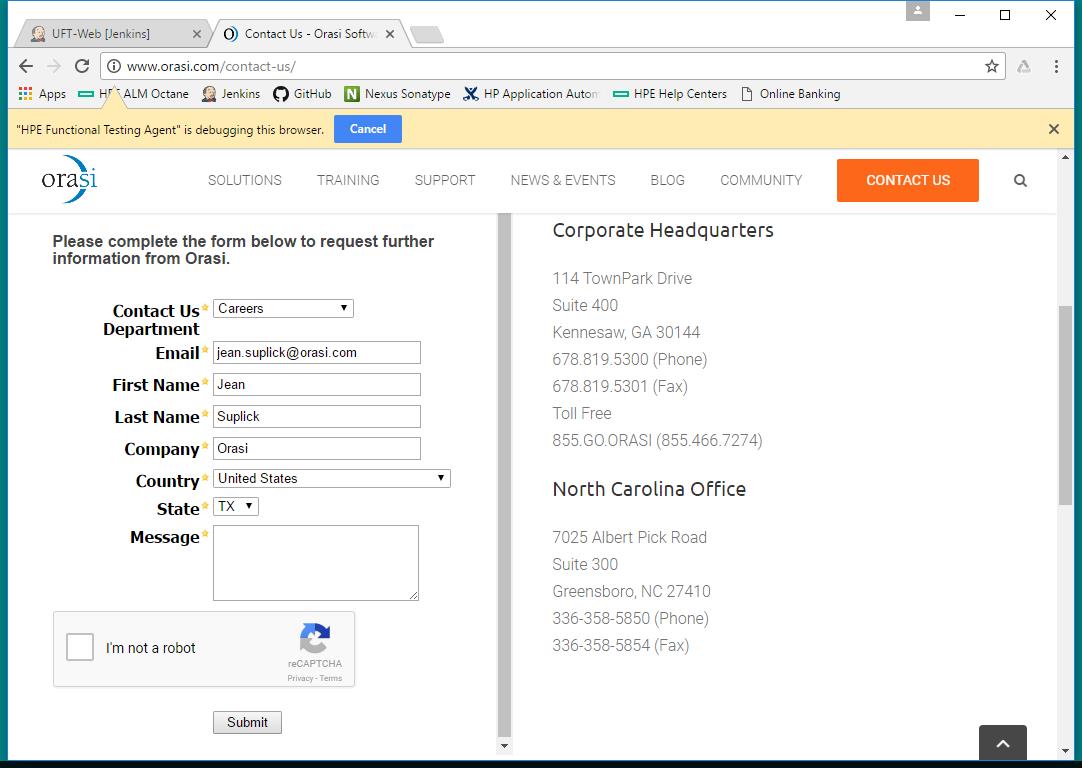 UFT-Web [Jenkins]
Contact Us - Orasi Softw
www.orasi.com/contact-us/
Apps
HPE ALM Octane
Jenkins
GitHub
Nexus Sonatype
HP Application Autom
HPE Help Centers
Online Banking
"HPE Functional Testing Agent" is debugging this browser.
Cancel
orasi
SOLUTIONS
TRAINING
SUPPORT
NEWS & EVENTS
BLOG
COMMUNITY
CONTACT US
Please complete the form below to request further
information from Orasi.
Contact Us
Department
Careers
Email
jean.suplick@orasi.com
First Name
Jean
Last Name
Suplick
Company
Orasi
Country
United States
State
TX
Message
I'm not a robot
reCAPTCHA
Privacy - Terms
Submit
Corporate Headquarters
114 TownPark Drive
Suite 400
Kennesaw, GA 30144
678.819.5300 (Phone)
678.819.5301 (Fax)
Toll Free
855.GO.ORASI (855.466.7274)
North Carolina Office
7025 Albert Pick Road
Suite 300
Greensboro, NC 27410
336-358-5850 (Phone)
336-358-5854 (Fax)